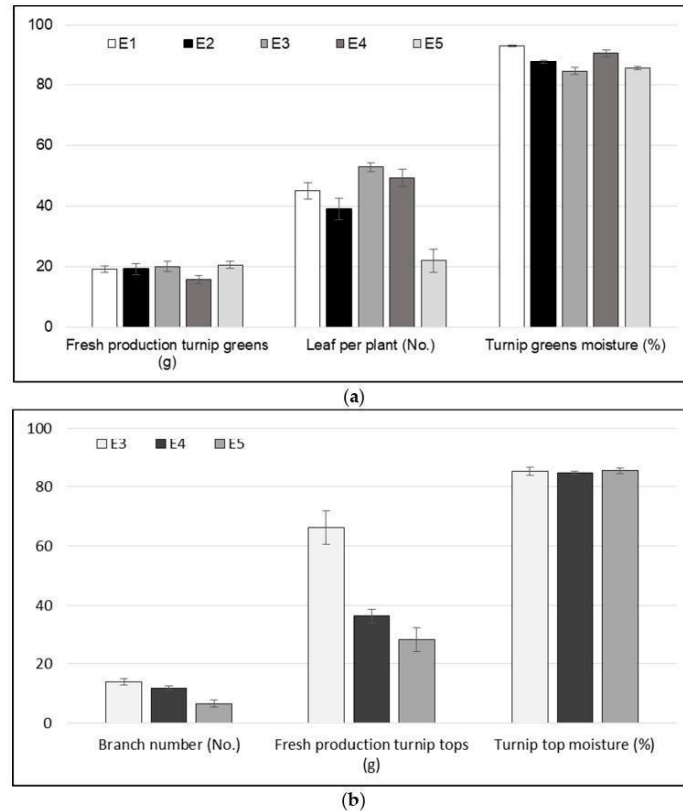 100
E1 E2 E3 E4 E5
80
60
40
20
0
Fresh production turnip greens
(g)
Leaf per plant (No.)
Turnip greens moisture (%)
(a)
100
E3 E4 E5
80
60
40
20
0
Branch number (No.)
Fresh production turnip tops
(g)
Turnip top moisture (%)
(b)